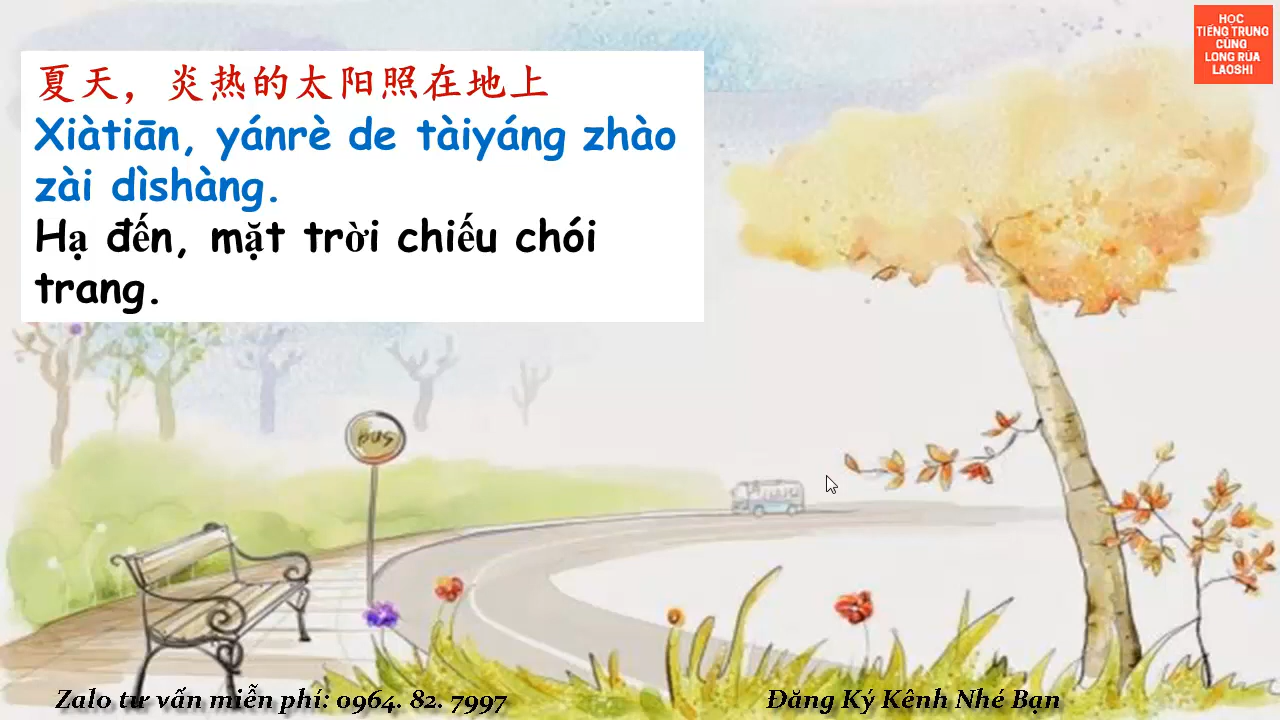 HỌC
TIẾNG TRUNG
CÙNG
LONG RÙA
LAOSHI
夏天，炎热的太阳照在地上
Xiàtiān, yánrè de tàiyáng zhào
zài dìshàng.
Hạ đến, mặt trời chiếu chói
trang.
BUS
Zalo tư vấn miễn phí: 0964. 82. 7997
Đăng Ký Kênh Nhé Bạn